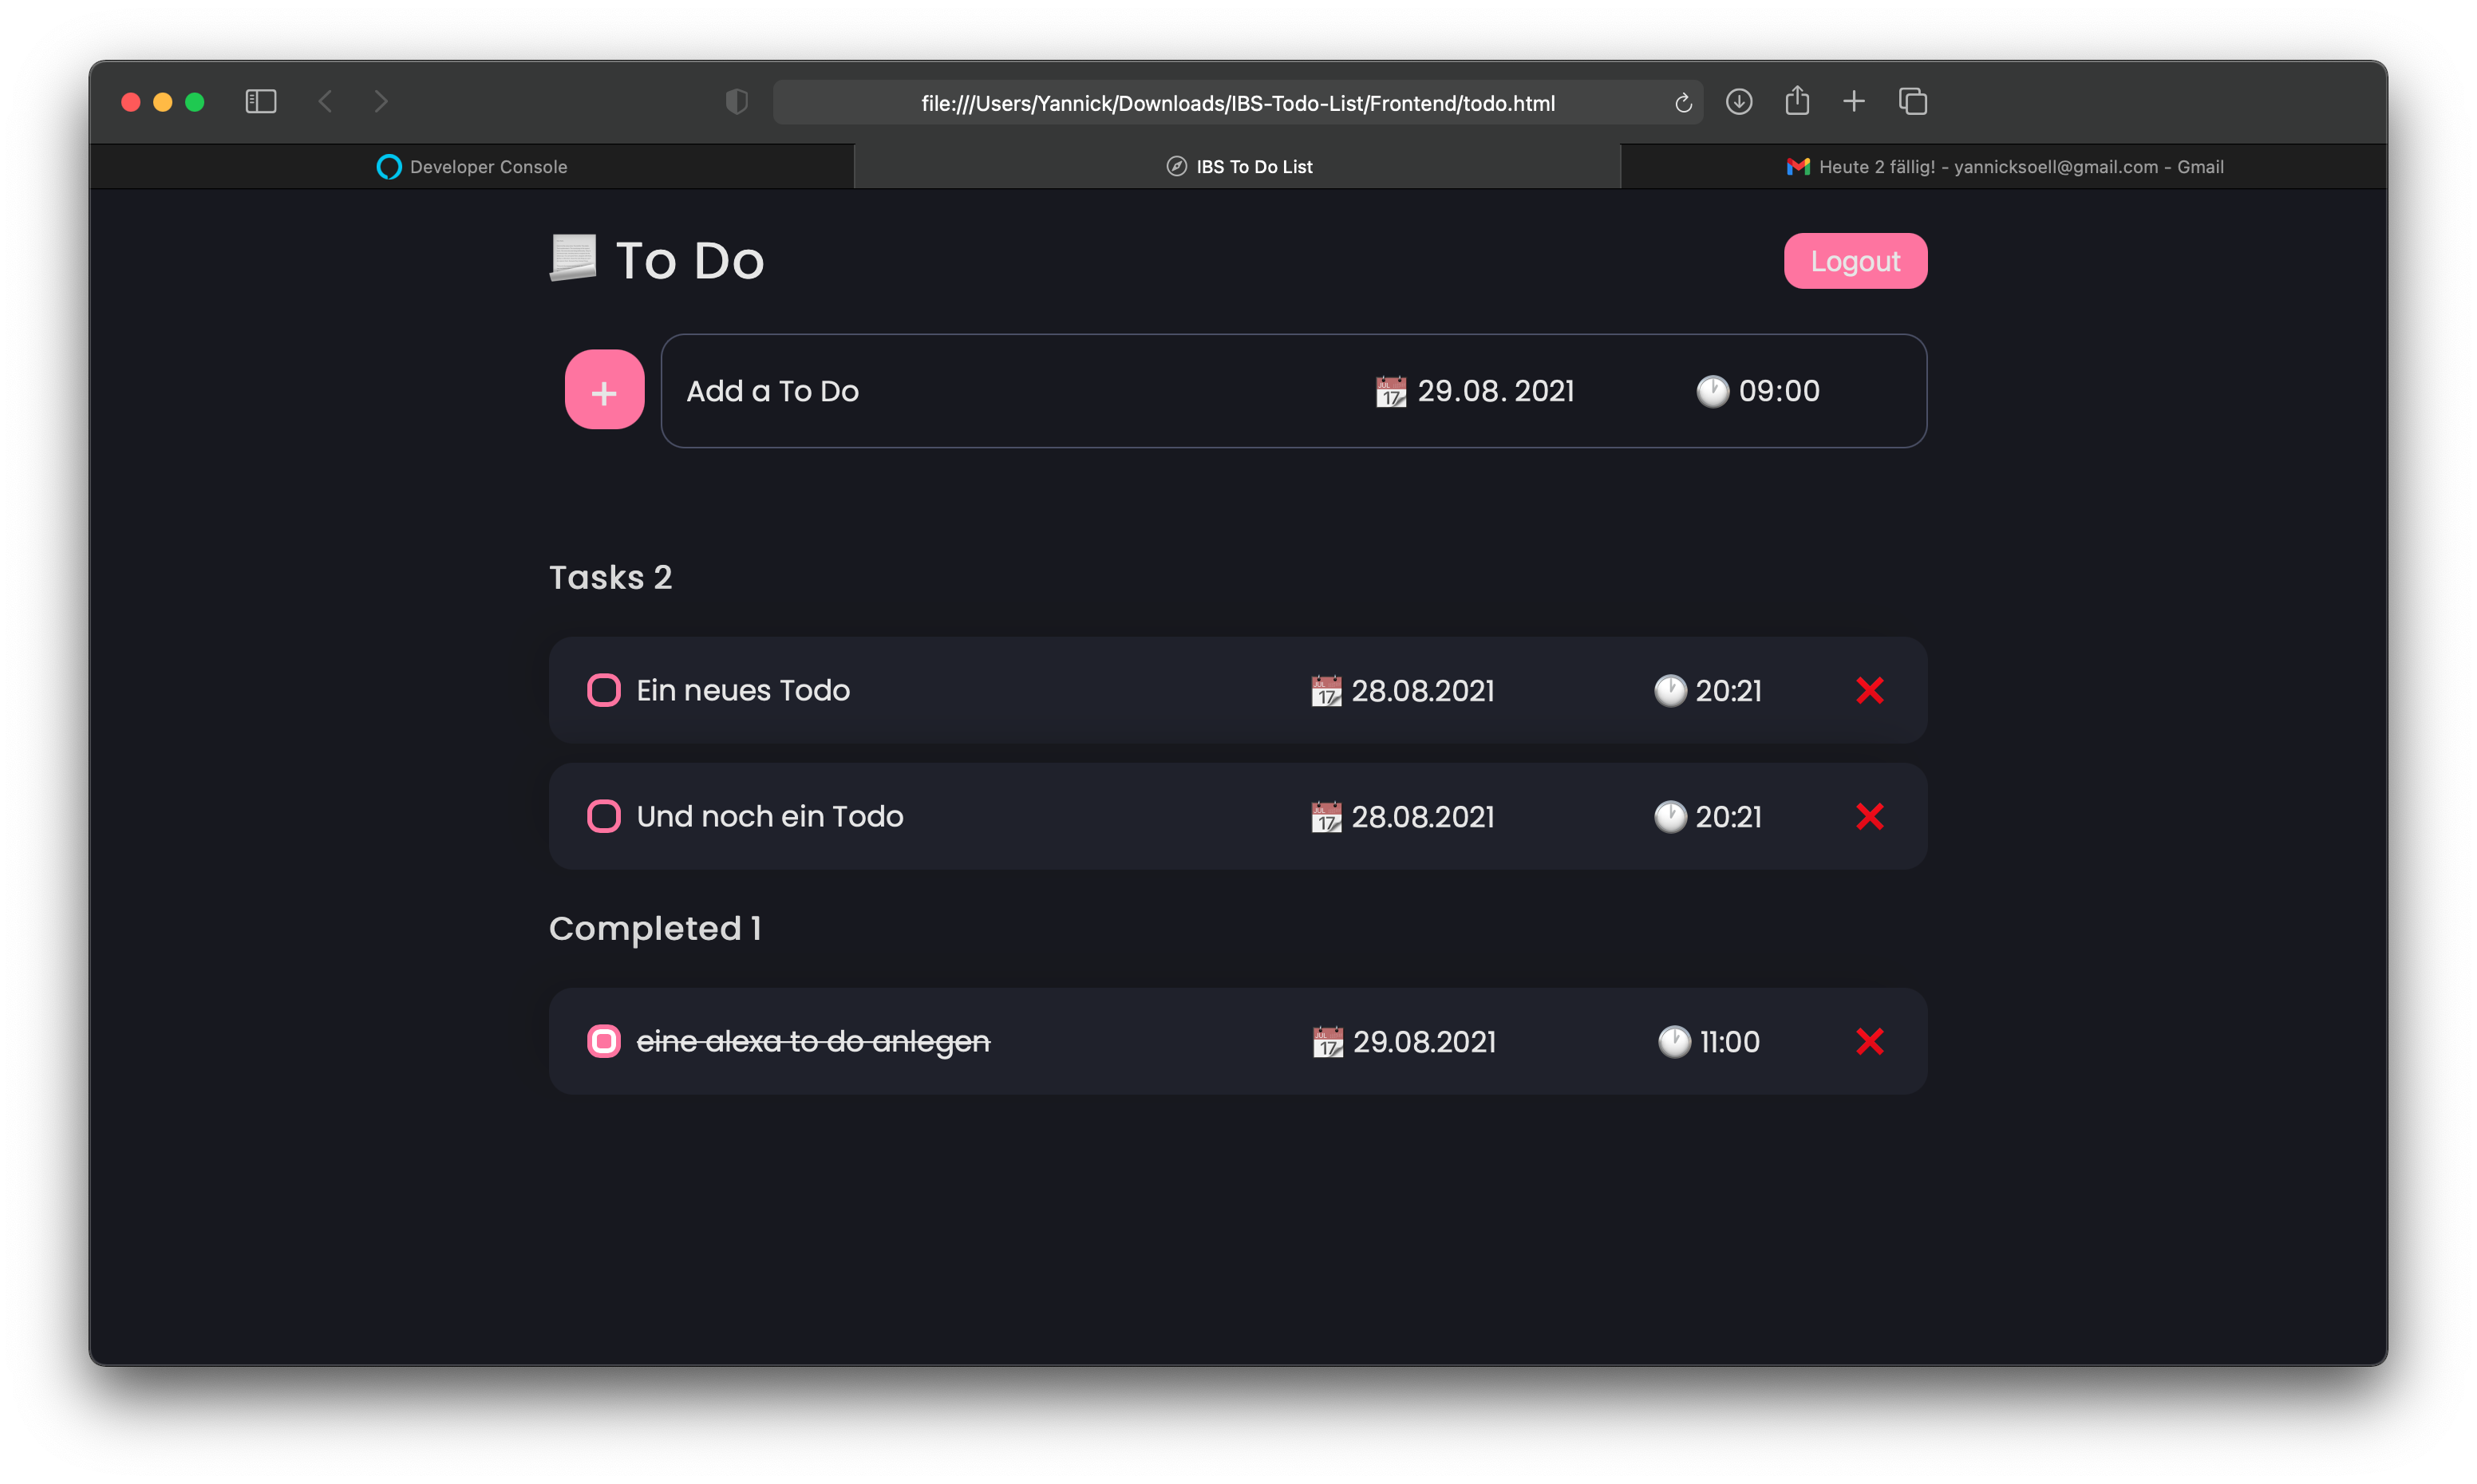 file:///Users/Yannick/Downloads/IBS-Todo-List/Frontend/todo.html
Developer Console
IBS To Do List
Heute 2 fällig! - yannicksoell@gmail.com - Gmail
To Do
Logout
+
Add a To Do 29.08. 2021 09:00
Tasks 2
Ein neues Todo 28.08.2021 20:21
Und noch ein Todo 28.08.2021 20:21
Completed 1
eine alexa to do anlegen 29.08.2021 11:00